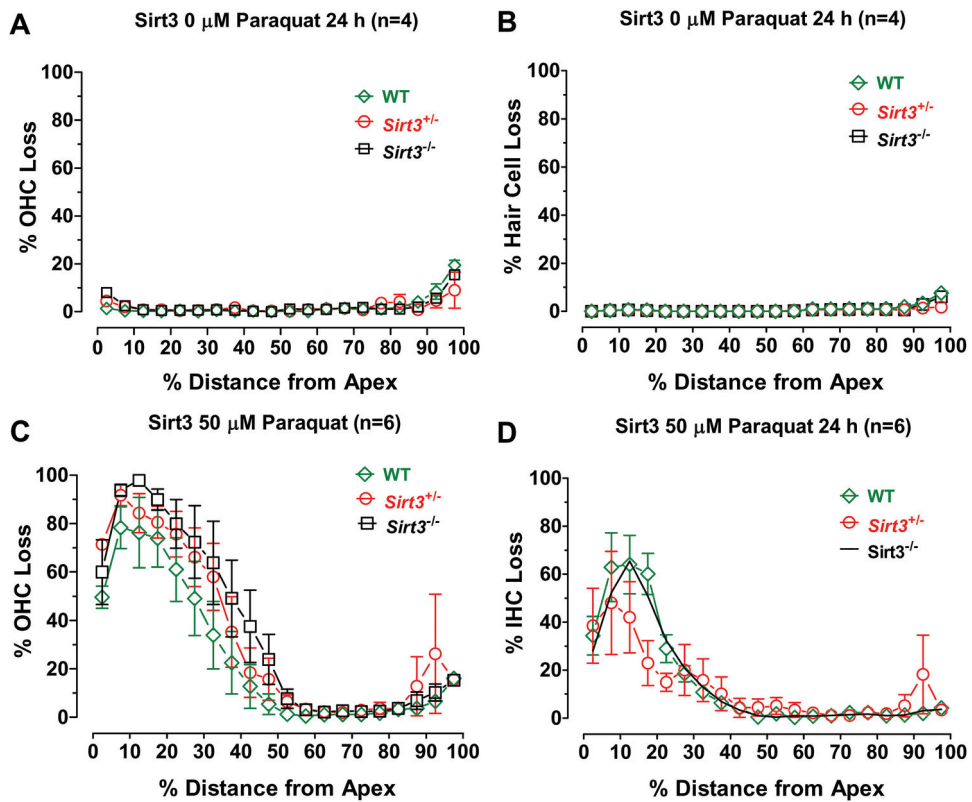 A
Sirt3 0 μM Paraquat 24 h (n=4)
% OHC Loss
100
80
60
40
20
0
WT
Sirt3+/-
Sirt3-/-
0 10 20 30 40 50 60 70 80 90 100
% Distance from Apex
B
Sirt3 0 μM Paraquat 24 h (n=4)
% Hair Cell Loss
100
80
60
40
20
0
WT
Sirt3+/-
Sirt3-/-
0 10 20 30 40 50 60 70 80 90 100
% Distance from Apex
C
Sirt3 50 μM Paraquat (n=6)
% OHC Loss
100
80
60
40
20
0
WT
Sirt3+/-
Sirt3-/-
0 10 20 30 40 50 60 70 80 90 100
% Distance from Apex
D
Sirt3 50 μM Paraquat 24 h (n=6)
% IHC Loss
100
80
60
40
20
0
WT
Sirt3+/-
Sirt3-/-
0 10 20 30 40 50 60 70 80 90 100
% Distance from Apex